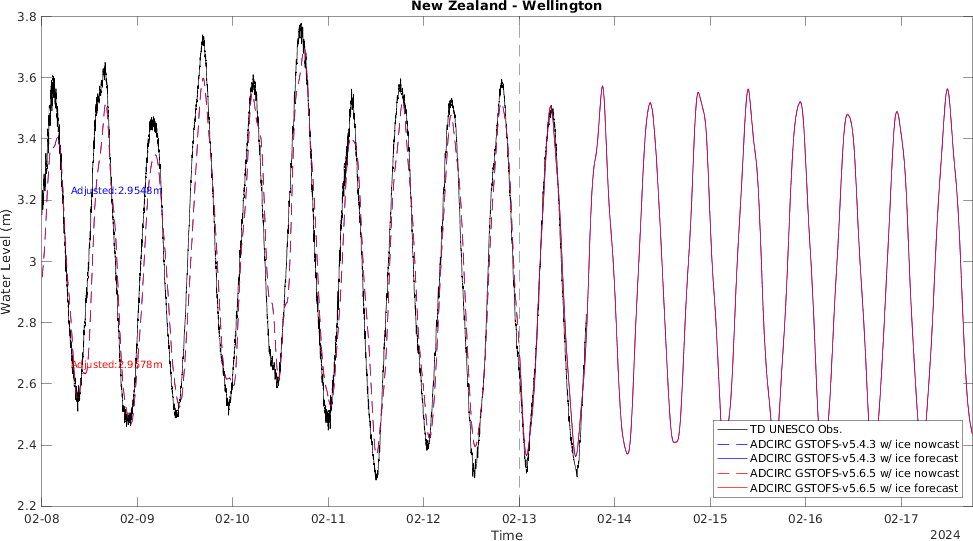 New Zealand - Wellington
3.8
3.6
3.4
3.2
3
2.8
2.6
2.4
2.2
Water Level (m)
Adjusted:2.9548m
Adjusted:2.9578m
TD UNESCO Obs.
ADCIRC GSTOFS-v5.4.3 w/ ice nowcast
ADCIRC GSTOFS-v5.4.3 w/ ice forecast
ADCIRC GSTOFS-v5.6.5 w/ ice nowcast
ADCIRC GSTOFS-v5.6.5 w/ ice forecast
02-08 02-09 02-10 02-11 02-12 02-13 02-14 02-15 02-16 02-17
Time
2024